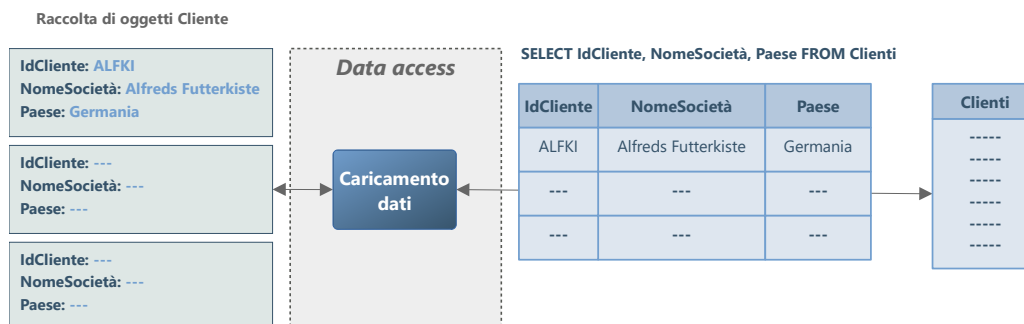 Raccolta di oggetti Cliente
IdCliente: ALFKI
NomeSocietà: Alfreds Futterkiste
Paese: Germania
IdCliente: ---
NomeSocietà: ---
Paese: ---
IdCliente: ---
NomeSocietà: ---
Paese: ---
Data access
Caricamento
dati
SELECT IdCliente, NomeSocietà, Paese FROM Clienti
IdCliente NomeSocietà Paese
ALFKI Alfreds Futterkiste Germania
--- --- ---
--- --- ---
Clienti
-----
-----
-----
-----
-----
-----